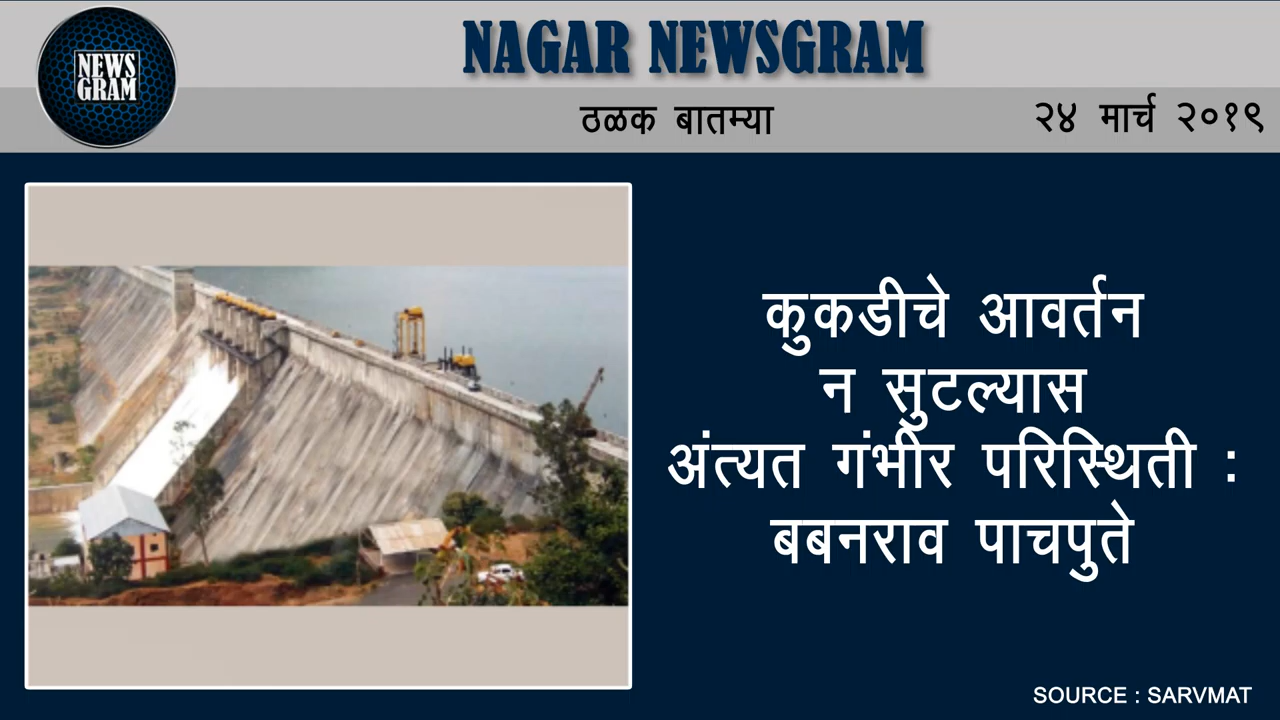 NEWS
GRAM
NAGAR NEWSGRAM
ठळक बातम्या
२४ मार्च २०१९
कुकडीचे आवर्तन
न सुटल्यास
अंत्यत गंभीर परिस्थिती :
बबनराव पाचपुते
SOURCE : SARVMAT